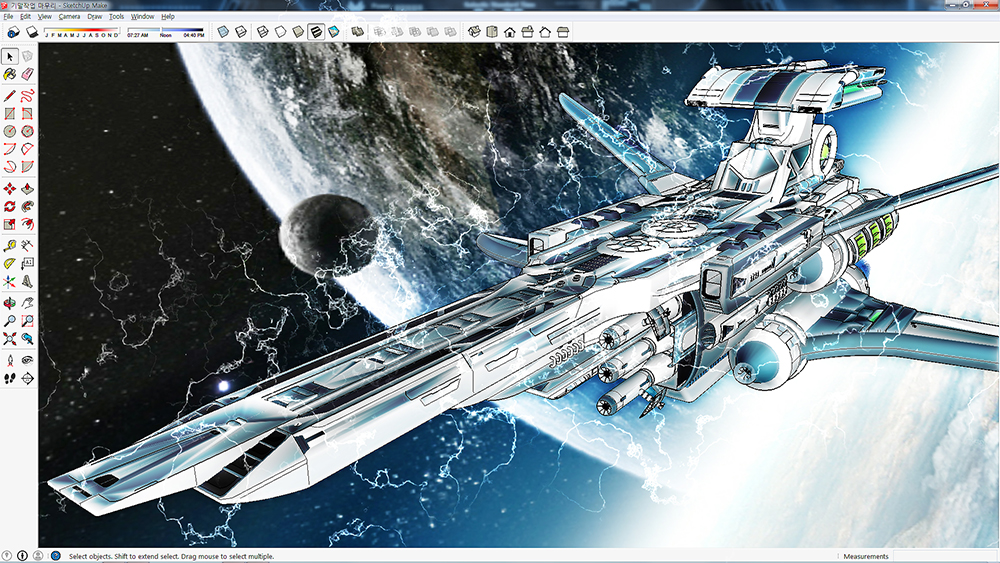 기말작업 마무리 - SketchUp Make
File Edit View Camera Draw Tools Window Help
J F M A M J J A S O N D 07:27 AM Noon 04:40 PM
Select objects. Shift to extend select. Drag mouse to select multiple.
Measurements